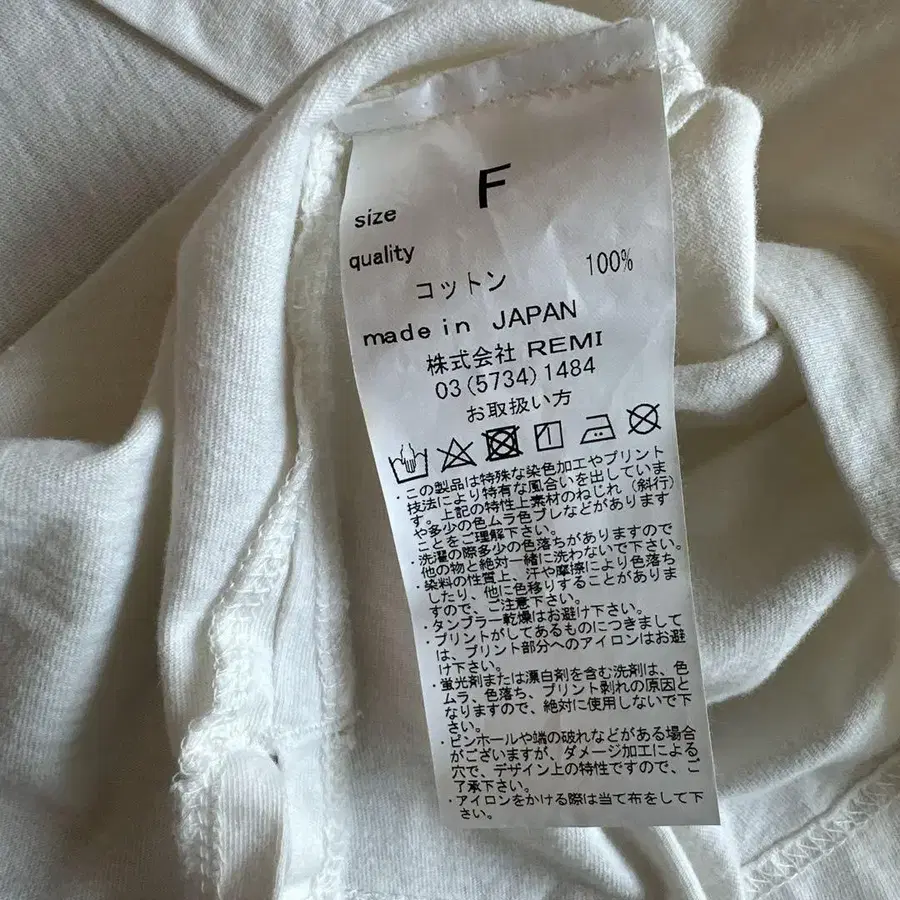 F
size
quality
コットン 100%
made in JAPAN
株式会社 REMI
03(5734)1484
お取扱い方
・この製品は特殊な染色加工やプリント
技法により特有な風合いを出していま
す。上記の特性上素材のねじれ（斜行）
や多少の色ムラ色ブレなどがあります
ことをご理解下さい。
・洗濯の際多少の色落ちがありますので
他の物と絶対一緒に洗わないで下さい。
・染料の性質上、汗や摩擦により色落ち
したり、他に色移りすることがありま
すので、ご注意下さい。
・タンブラー乾燥はお避け下さい。
・プリントがしてあるものにつきまして
は、プリント部分へのアイロンはお避
け下さい。
・蛍光剤または漂白剤を含む洗剤は、色
ムラ、色落ち、プリント剥れの原因と
なりますので、絶対に使用しないで下
さい。
・ピンホールや端の破れなどがある場合
がございますが、ダメージ加工による
穴で、デザイン上の特性ですので、ご
了承下さい。
・アイロンをかける際は当て布をして下
さい。